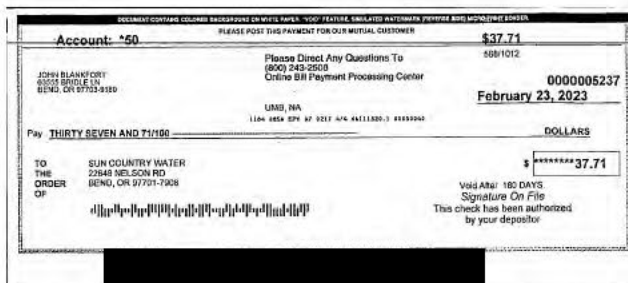 DOCUMENT CONTAINS COLORED BACKGROUND ON WHITE PAPER, "VOID" FEATURE, SIMULATED WATERMARK (REVERSE SIDE) MICROPRINT BORDER.
PLEASE POST THIS PAYMENT FOR OUR MUTUAL CUSTOMER
Account: *50
$37.71
Please Direct Any Questions To
(800) 243-2508
Online Bill Payment Processing Center
JOHN BLANKFORT
BRIDLE LN
BEND, OR
0000005237
February 23, 2023
UMB, NA
Pay THIRTY SEVEN AND 71/100
DOLLARS
TO THE ORDER OF
SUN COUNTRY WATER
22648 NELSON RD
BEND, OR 97701-7908
$ ********37.71
Void After 180 DAYS
Signature On File
This check has been authorized
by your depositor